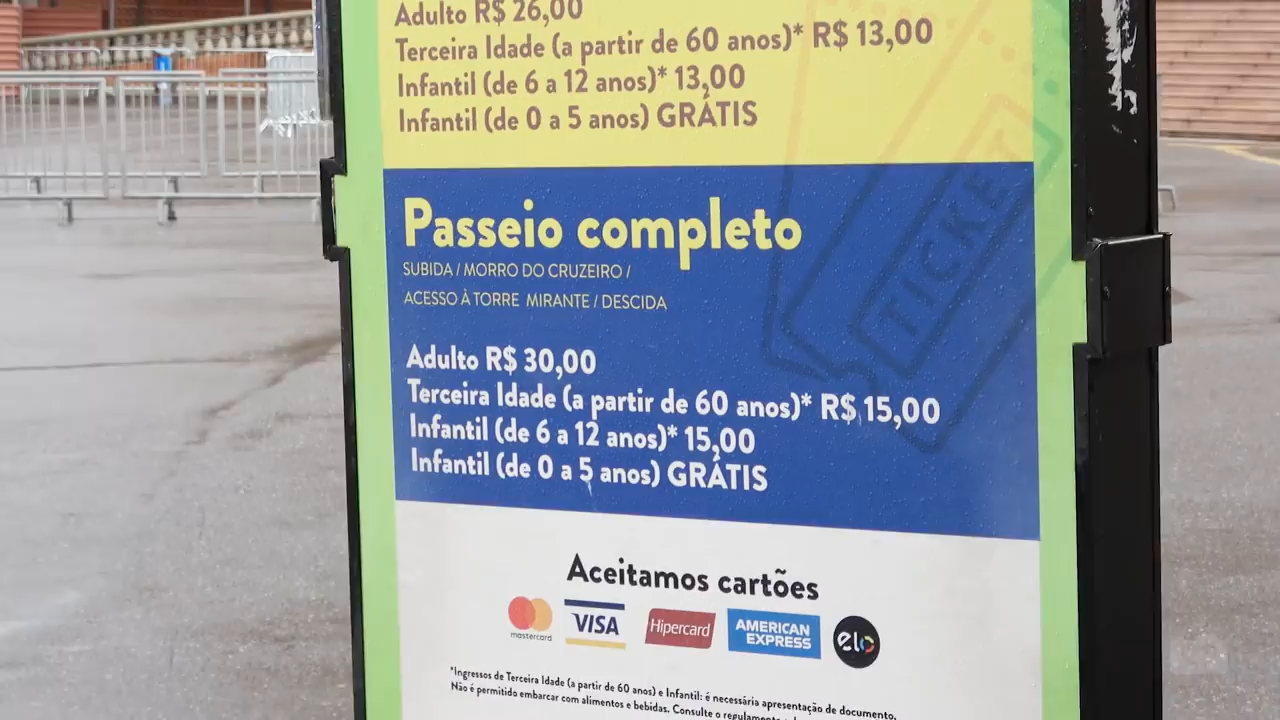 Adulto R$ 26,00
Terceira Idade (a partir de 60 anos)* R$ 13,00
Infantil (de 6 a 12 anos)* 13,00
Infantil (de 0 a 5 anos) GRÁTIS
TICKET
Passeio completo
SUBIDA / MORRO DO CRUZEIRO /
ACESSO À TORRE MIRANTE / DESCIDA
Adulto R$ 30,00
Terceira Idade (a partir de 60 anos)* R$ 15,00
Infantil (de 6 a 12 anos)* 15,00
Infantil (de 0 a 5 anos) GRÁTIS
Aceitamos cartões
mastercard VISA Hipercard AMERICAN EXPRESS elo
*Ingressos de Terceira Idade (a partir de 60 anos) e Infantil: é necessária apresentação de documento.
Não é permitido embarcar com alimentos e bebidas. Consulte o regulamento